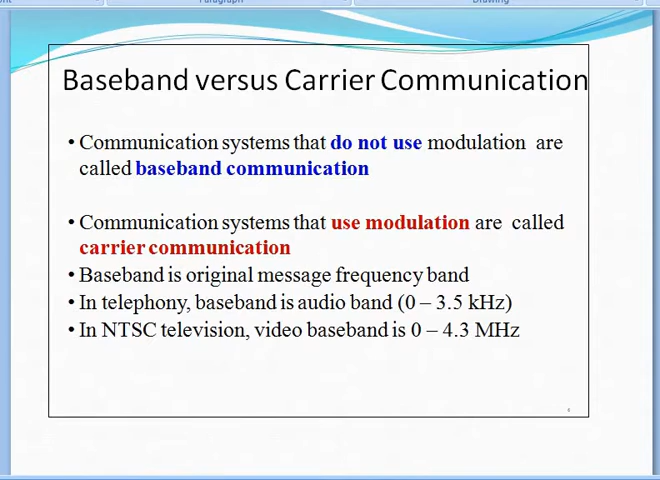 Paragraph
Drawing
Baseband versus Carrier Communication
• Communication systems that do not use modulation are
called baseband communication
• Communication systems that use modulation are called
carrier communication
• Baseband is original message frequency band
• In telephony, baseband is audio band (0 – 3.5 kHz)
• In NTSC television, video baseband is 0 – 4.3 MHz